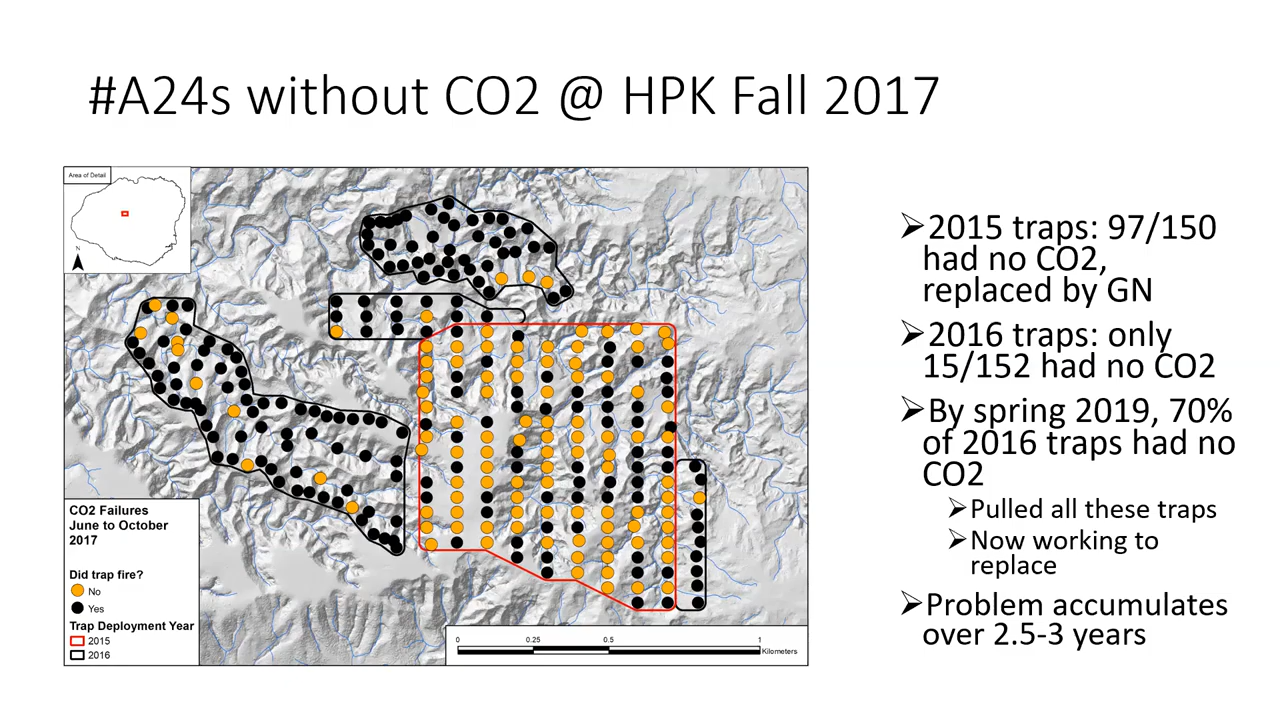 #A24s without CO2 @ HPK Fall 2017
Area of Detail
N
CO2 Failures
June to October
2017
Did trap fire?
No
Yes
Trap Deployment Year
2015
2016
0 0.25 0.5 1
Kilometers
➢2015 traps: 97/150
had no CO2,
replaced by GN
➢2016 traps: only
15/152 had no CO2
➢By spring 2019, 70%
of 2016 traps had no
CO2
➢Pulled all these traps
➢Now working to
replace
➢Problem accumulates
over 2.5-3 years